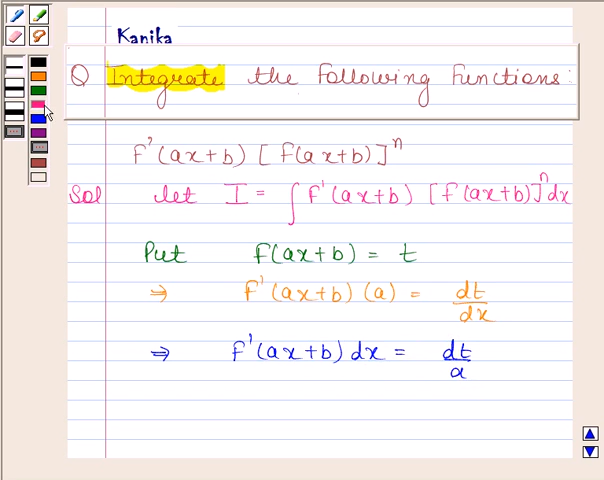 Kanika
Q Integrate the following functions:
f'(ax+b) [f(ax+b)]^n
Sol let I = ∫ f'(ax+b) [f(ax+b)]^n dx
Put f(ax+b) = t
⇒ f'(ax+b) (a) = dt/dx
⇒ f'(ax+b) dx = dt/a